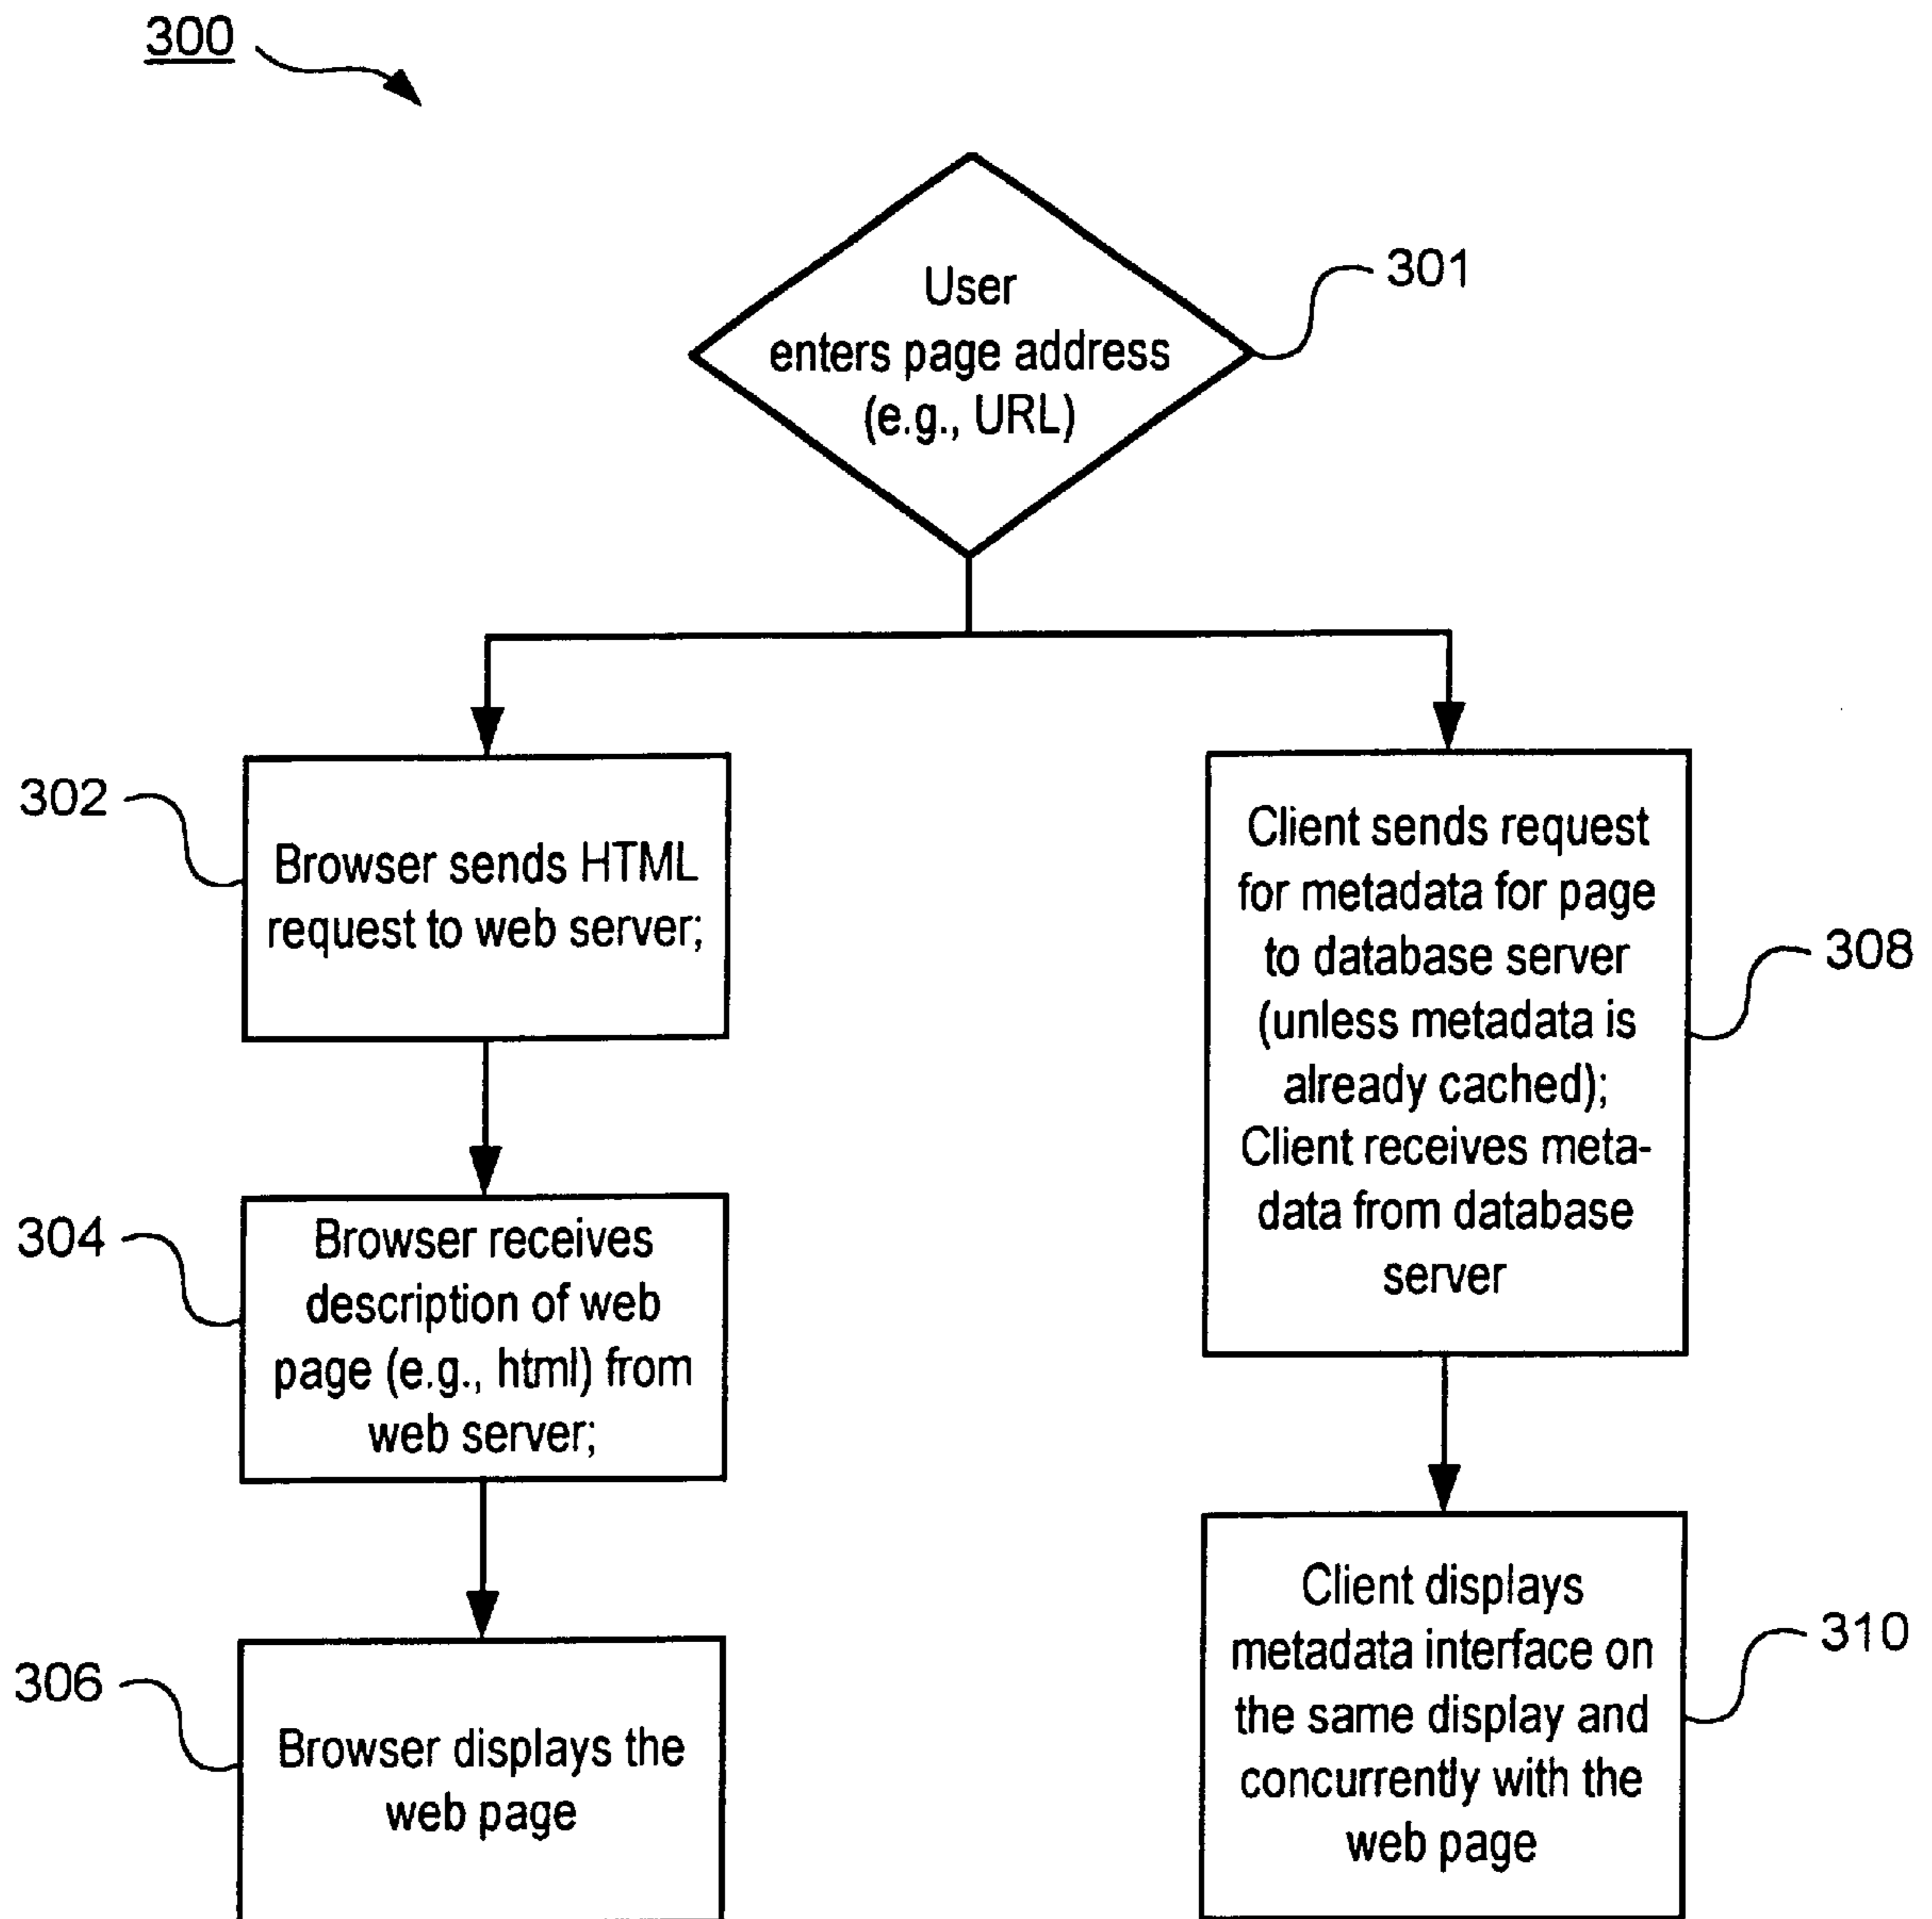 300
User
enters page address
(e.g., URL)
301
302
Browser sends HTML
request to web server;
304
Browser receives
description of web
page (e.g., html) from
web server;
306
Browser displays the
web page
Client sends request
for metadata for page
to database server
(unless metadata is
already cached);
Client receives meta-
data from database
server
308
Client displays
metadata interface on
the same display and
concurrently with the
web page
310